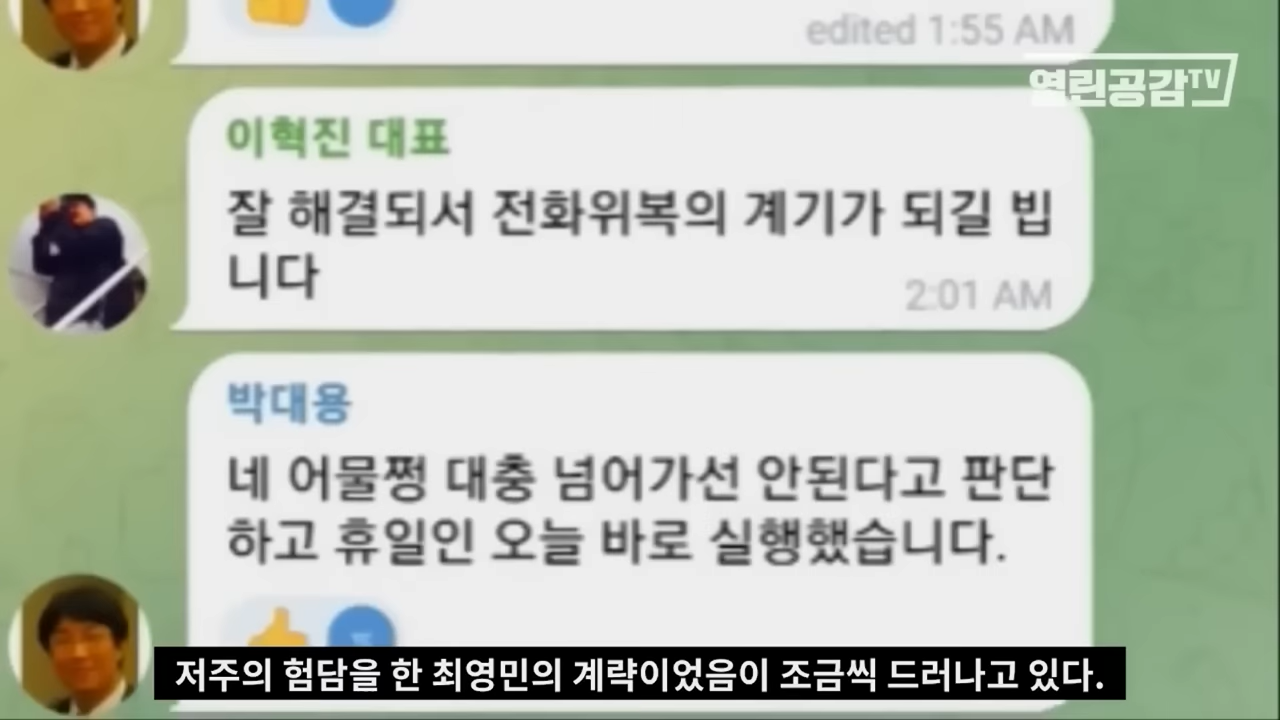 edited 1:55 AM
열린공감TV
이혁진 대표
잘 해결되서 전화위복의 계기가 되길 빕
니다
2:01 AM
박대용
네 어물쩡 대충 넘어가선 안된다고 판단
하고 휴일인 오늘 바로 실행했습니다.
저주의 험담을 한 최영민의 계략이었음이 조금씩 드러나고 있다.